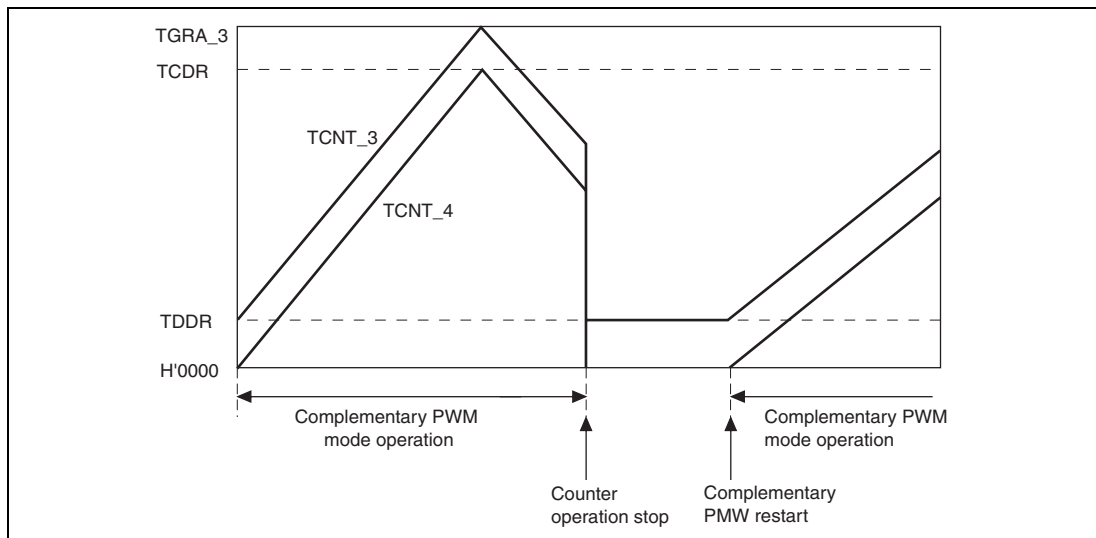 TGRA_3
TCDR
TCNT_3
TCNT_4
TDDR
H'0000
Complementary PWM
mode operation
Complementary PWM
mode operation
Counter
operation stop
Complementary
PMW restart